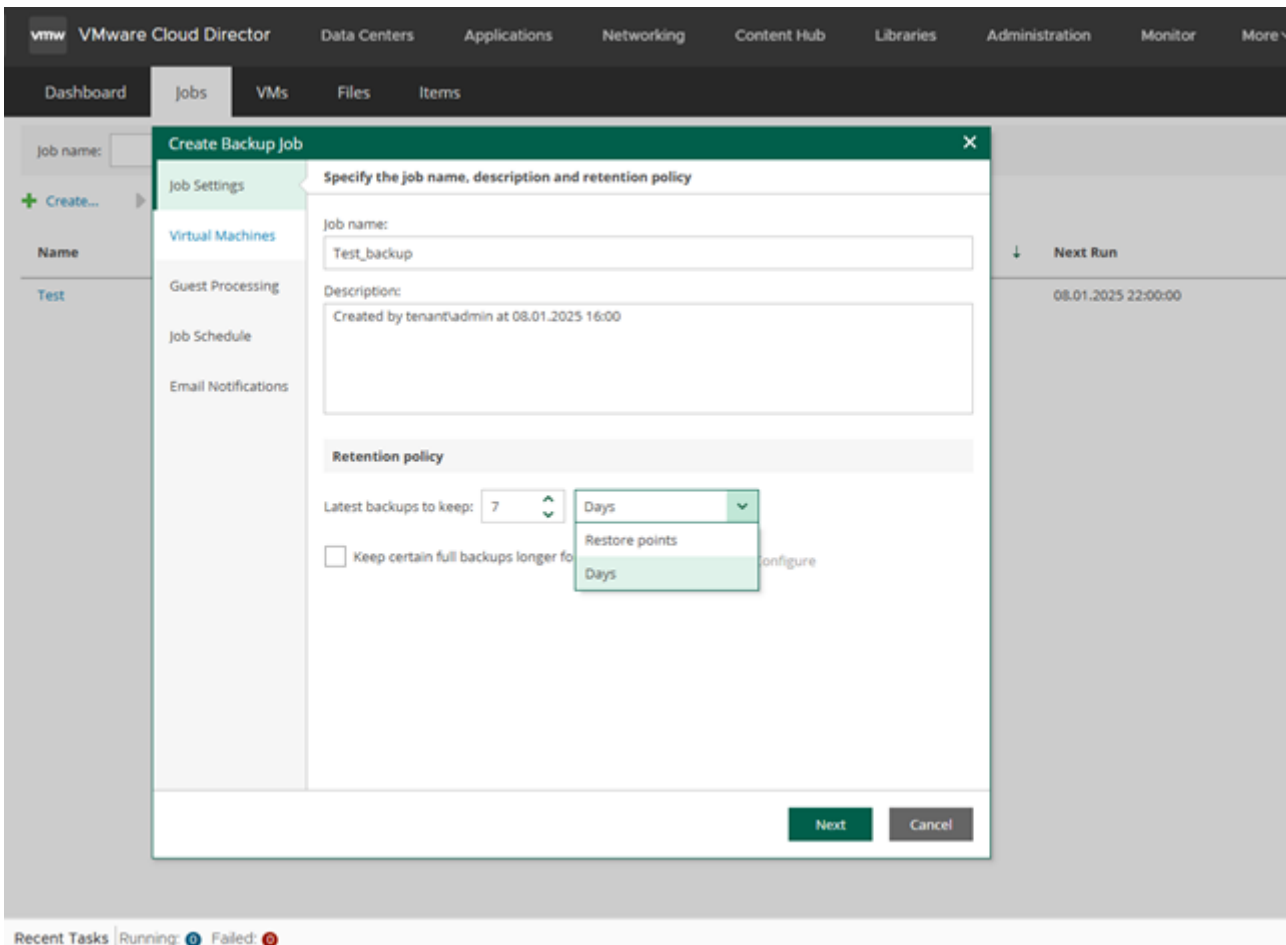 vmw VMware Cloud Director Data Centers Applications Networking Content Hub Libraries Administration Monitor More
Dashboard Jobs VMs Files Items
Job name:
Create Backup Job
Job Settings
Specify the job name, description and retention policy
Create...
Virtual Machines
Job name:
Test_backup
Name
Next Run
Guest Processing
Description:
Test
Created by tenant\admin at 08.01.2025 16:00
08.01.2025 22:00:00
Job Schedule
Email Notifications
Retention policy
Latest backups to keep: 7 Days
Restore points
Keep certain full backups longer fo
onfigure
Days
Next Cancel
Recent Tasks Running: 0 Failed: 0